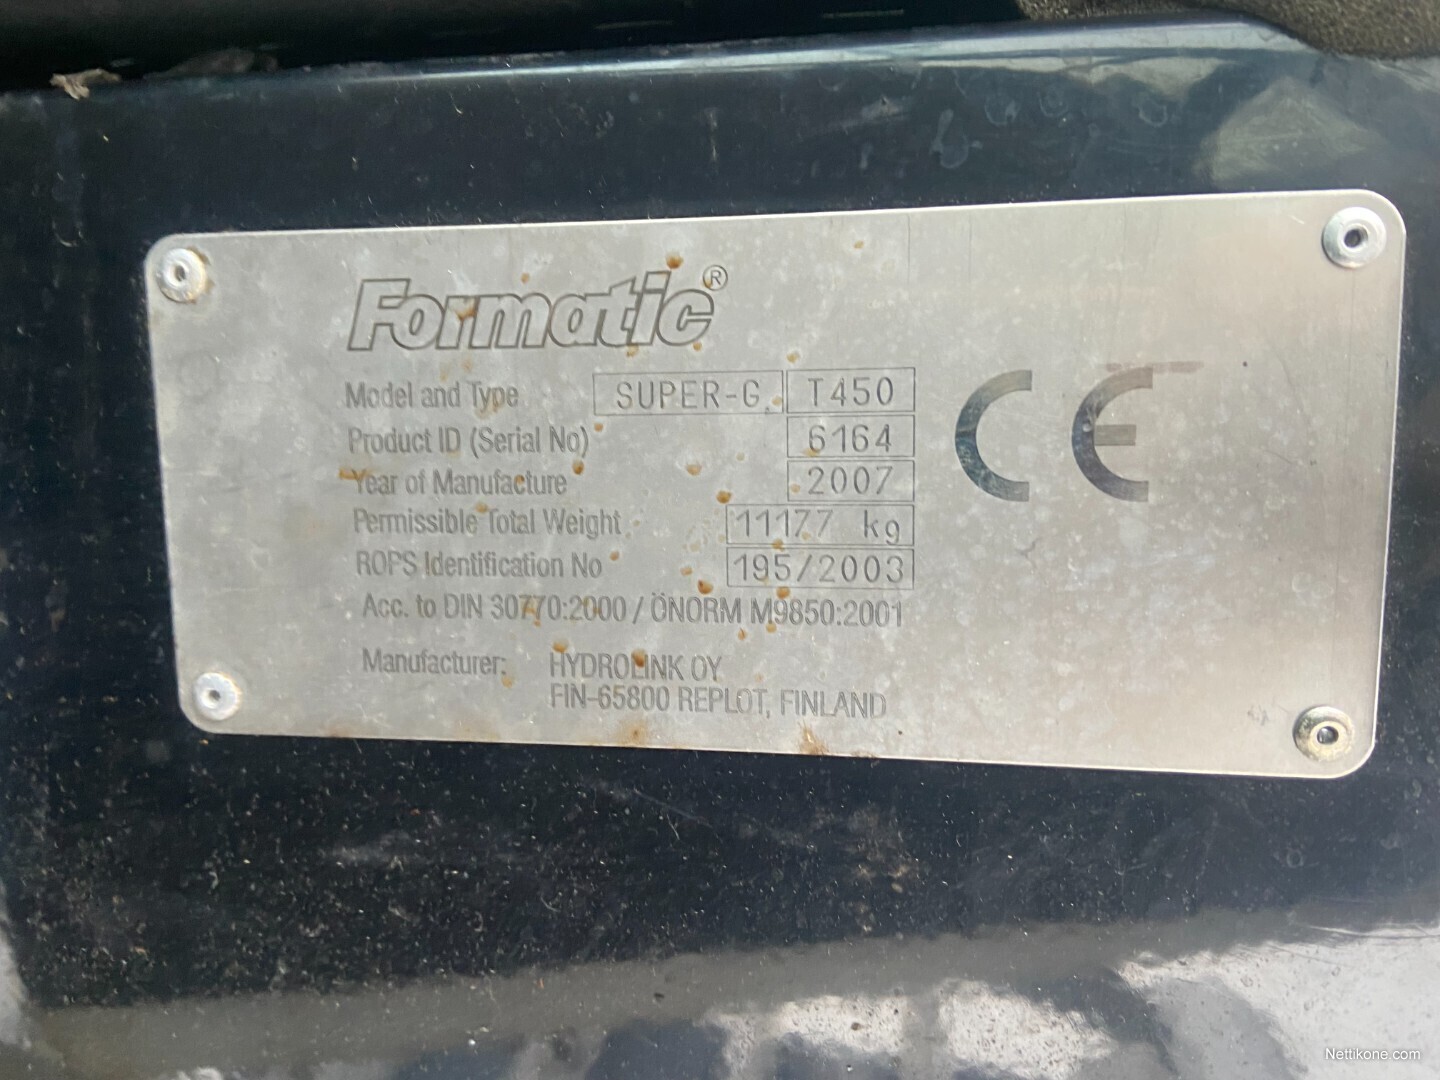 Formatic®
Model and Type SUPER-G T450
Product ID (Serial No) 6164
Year of Manufacture 2007
Permissible Total Weight 11177 kg
ROPS Identification No 195/2003
Acc. to DIN 30770:2000 / ÖNORM M9850:2001
Manufacturer: HYDROLINK OY
FIN-65800 REPLOT, FINLAND
CE
Nettikone.com